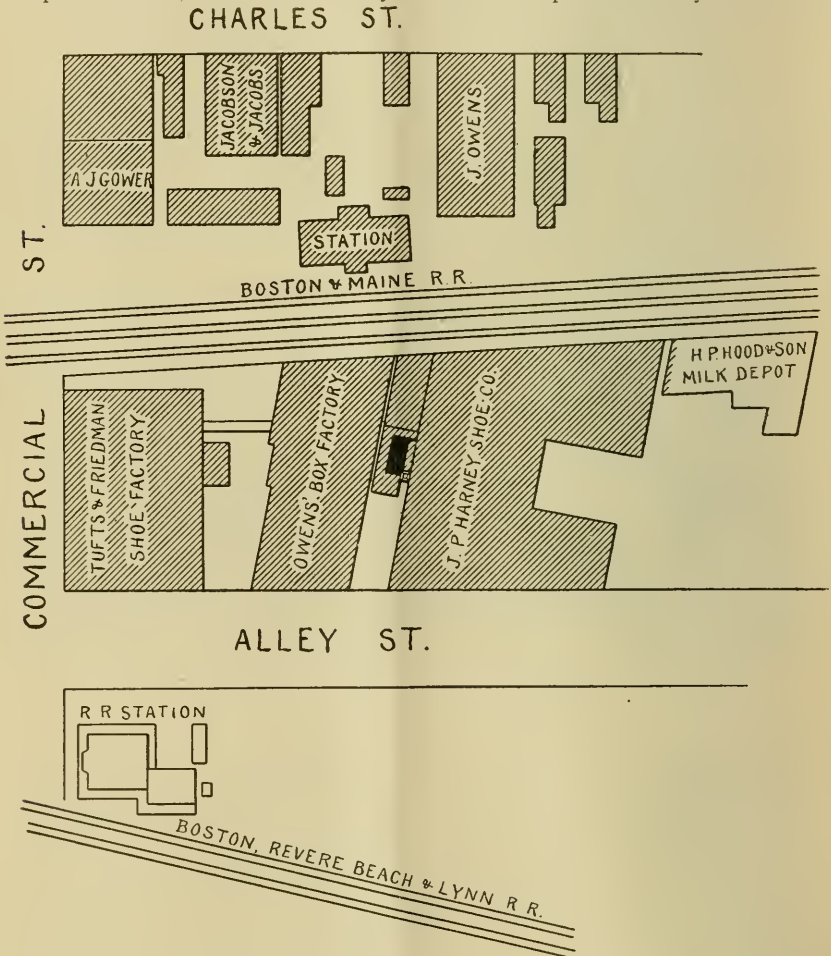 CHARLES ST.
JACOBSON
& JACOBS
J. OWENS
A J GOWER
STATION
BOSTON & MAINE R.R.
H P. HOOD & SON
MILK DEPOT
COMMERCIAL ST.
TUFTS & FRIEDMAN
SHOE FACTORY
OWENS' BOX FACTORY
J. P HARNEY SHOE CO.
ALLEY ST.
R R STATION
BOSTON, REVERE BEACH & LYNN R R.